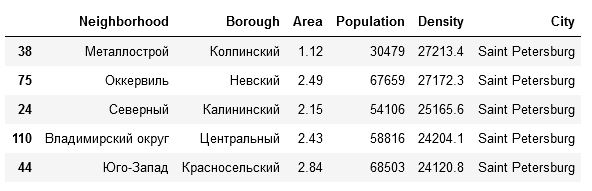 Neighborhood Borough Area Population Density City
38 Металлострой Колпинский 1.12 30479 27213.4 Saint Petersburg
75 Оккервиль Невский 2.49 67659 27172.3 Saint Petersburg
24 Северный Калининский 2.15 54106 25165.6 Saint Petersburg
110 Владимирский округ Центральный 2.43 58816 24204.1 Saint Petersburg
44 Юго-Запад Красносельский 2.84 68503 24120.8 Saint Petersburg